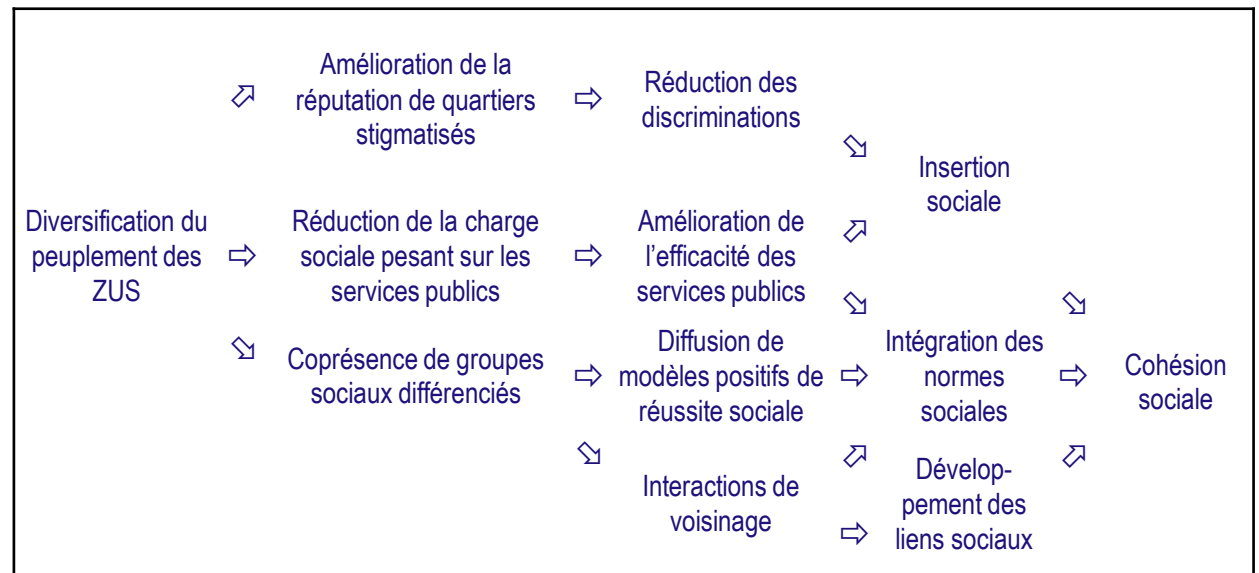 Amélioration de la
réputation de quartiers
stigmatisés
Réduction des
discriminations
Insertion
sociale
Diversification du
peuplement des
ZUS
Réduction de la charge
sociale pesant sur les
services publics
Amélioration de
l’efficacité des
services publics
Coprésence de groupes
sociaux différenciés
Diffusion de
modèles positifs de
réussite sociale
Intégration des
normes
sociales
Cohésion
sociale
Interactions de
voisinage
Dévelop-
pement des
liens sociaux